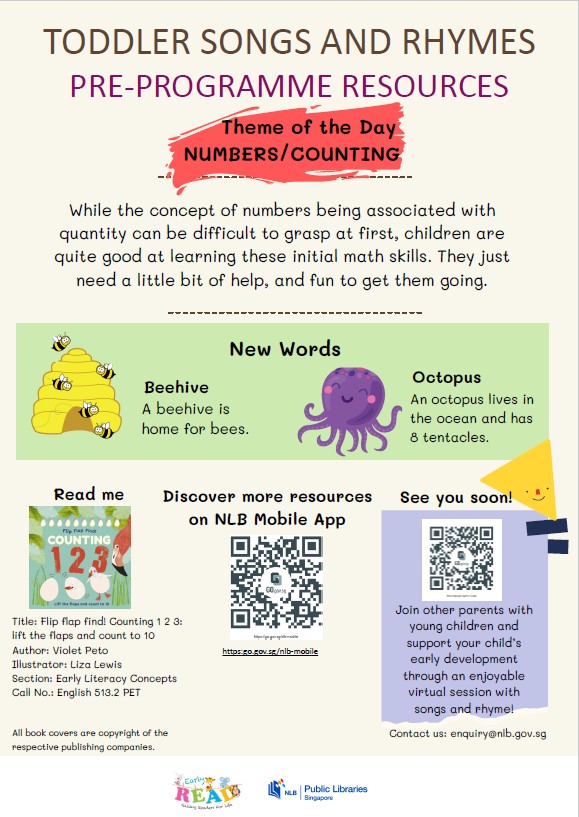 TODDLER SONGS AND RHYMES
PRE-PROGRAMME RESOURCES
Theme of the Day
NUMBERS/COUNTING
While the concept of numbers being associated with
quantity can be difficult to grasp at first, children are
quite good at learning these initial math skills. They just
need a little bit of help, and fun to get them going.
New Words
Beehive
A beehive is
home for bees.
Octopus
An octopus lives in
the ocean and has
8 tentacles.
Read me
Flip Flap Find!
COUNTING
123
Lift the flaps and count to 10
Title: Flip flap find! Counting 1 2 3:
lift the flaps and count to 10
Author: Violet Peto
Illustrator: Liza Lewis
Section: Early Literacy Concepts
Call No.: English 513.2 PET
All book covers are copyright of the
respective publishing companies.
Discover more resources
on NLB Mobile App
GO.gov.sg
https://go.gov.sg/nlb-mobile
https:go.gov.sg/nlb-mobile
See you soon!
GO.gov.sg
Join other parents with
young children and
support your child's
early development
through an enjoyable
virtual session with
songs and rhyme!
Contact us: enquiry@nlb.gov.sg
Early
READ
Raising Readers For Life
NLB
Public Libraries
Singapore